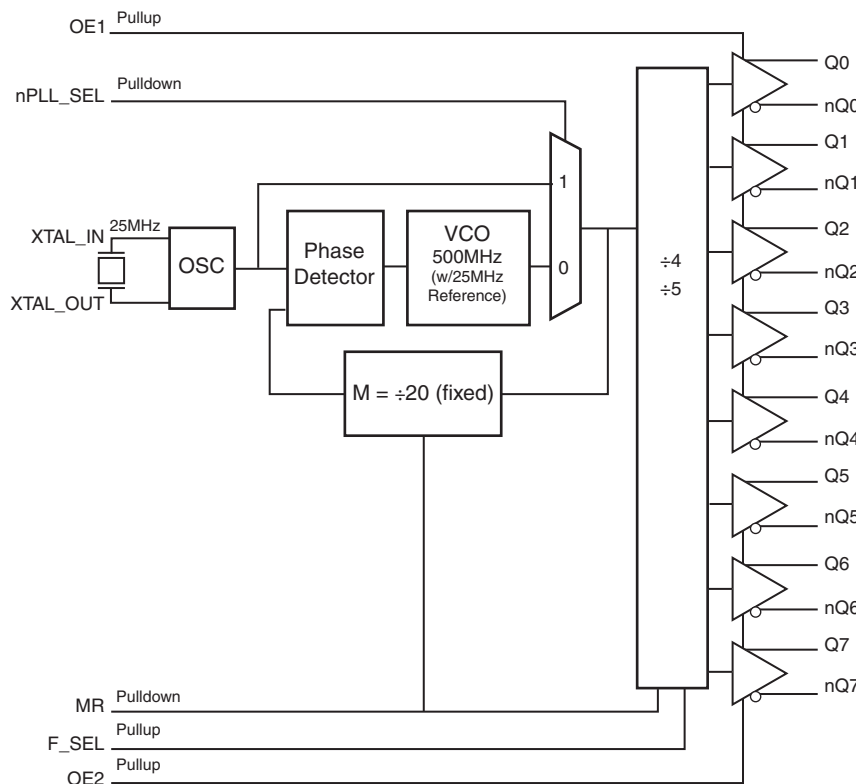 OE1 Pullup
nPLL_SEL Pulldown
XTAL_IN 25MHz
XTAL_OUT
OSC
Phase
Detector
VCO
500MHz
(w/25MHz
Reference)
1
0
M = ÷20 (fixed)
÷4
÷5
Q0
nQ0
Q1
nQ1
Q2
nQ2
Q3
nQ3
Q4
nQ4
Q5
nQ5
Q6
nQ6
Q7
nQ7
MR Pulldown
F_SEL Pullup
OE2 Pullup